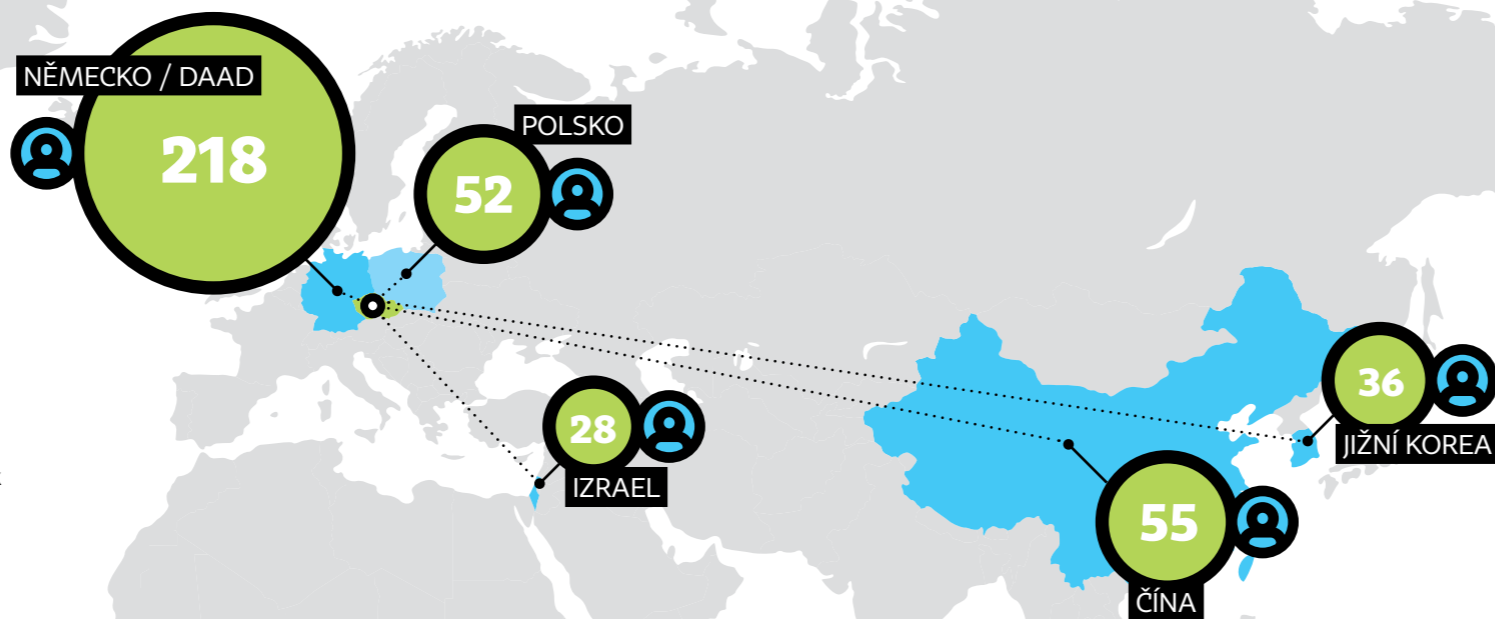 NĚMECKO / DAAD
218
POLSKO
52
28
IZRAEL
36
JIŽNÍ KOREA
55
ČÍNA